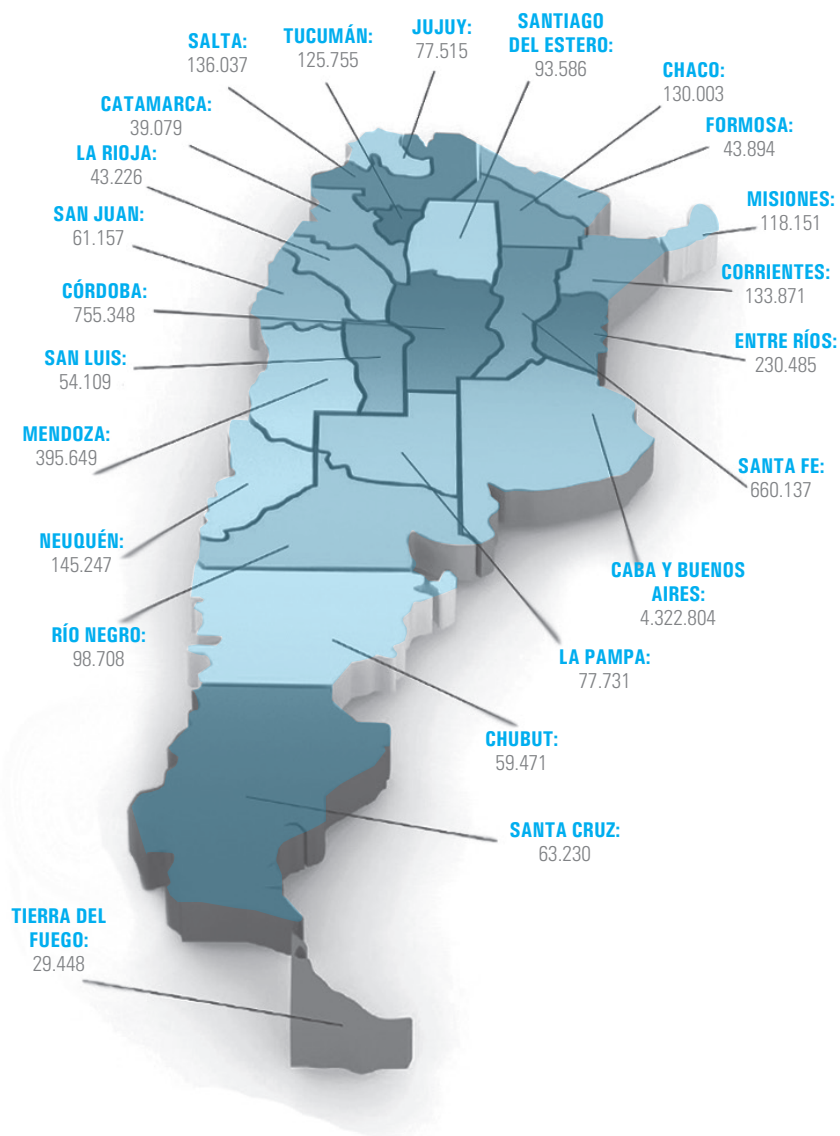 SALTA:
136.037
TUCUMÁN:
125.755
JUJUY:
77.515
SANTIAGO
DEL ESTERO:
93.586
CHACO:
130.003
CATAMARCA:
39.079
FORMOSA:
43.894
LA RIOJA:
43.226
MISIONES:
118.151
SAN JUAN:
61.157
CORRIENTES:
133.871
CÓRDOBA:
755.348
ENTRE RÍOS:
230.485
SAN LUIS:
54.109
MENDOZA:
395.649
SANTA FE:
660.137
NEUQUÉN:
145.247
CABA Y BUENOS
AIRES:
4.322.804
RÍO NEGRO:
98.708
LA PAMPA:
77.731
CHUBUT:
59.471
SANTA CRUZ:
63.230
TIERRA DEL
FUEGO:
29.448